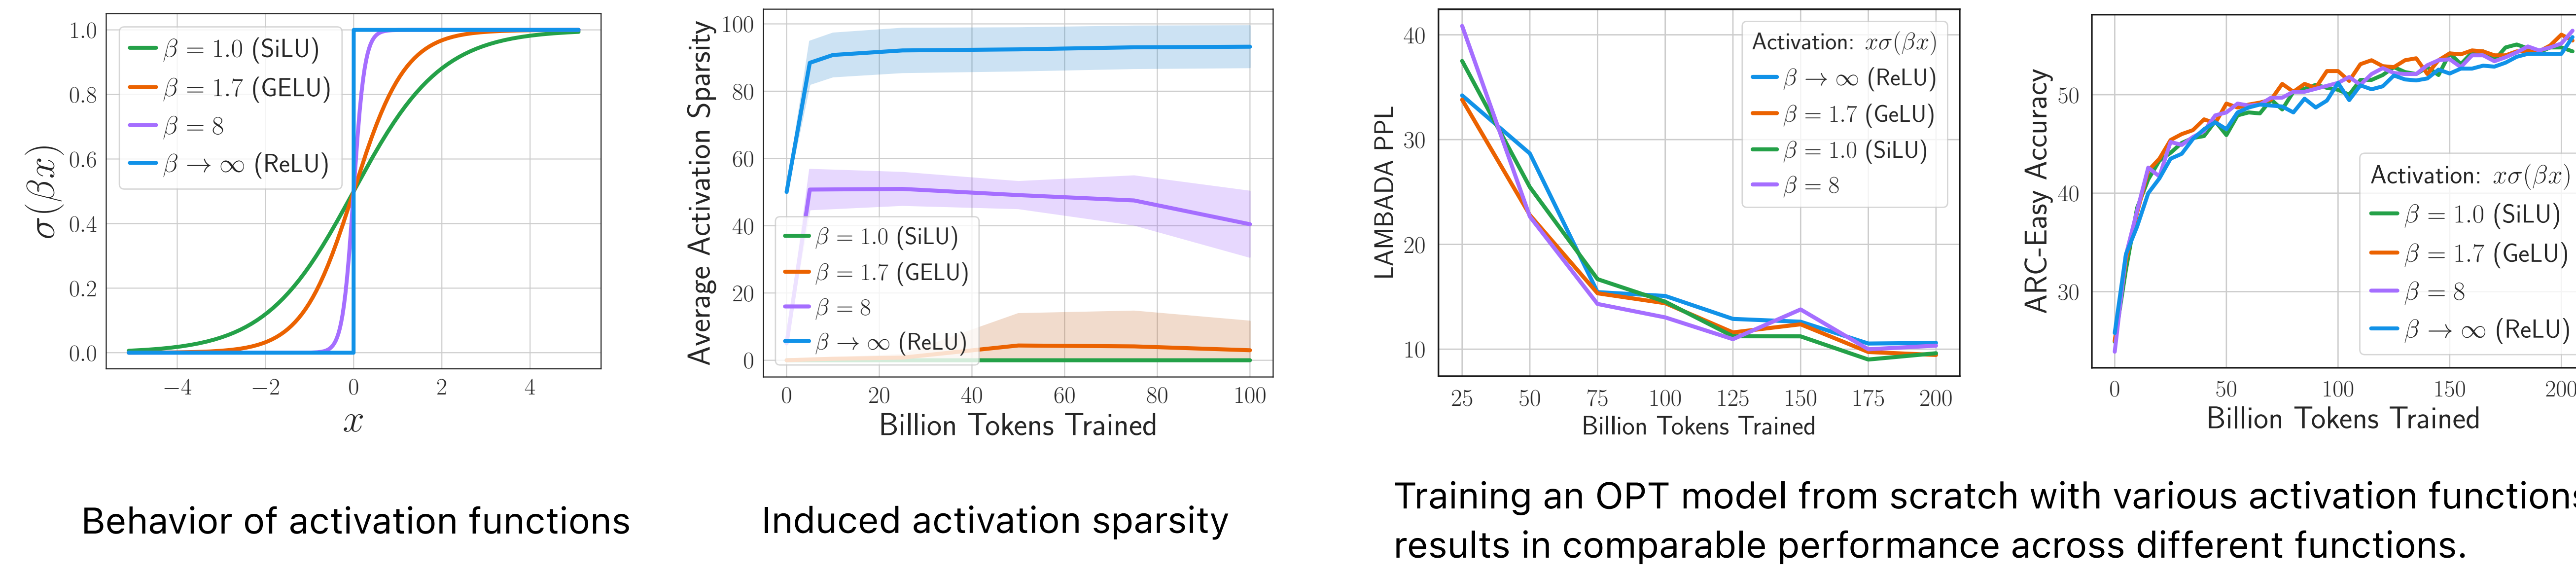 σ(βx)
1.0
0.8
0.6
0.4
0.2
0.0
β = 1.0 (SiLU)
β = 1.7 (GELU)
β = 8
β → ∞ (ReLU)
−4 −2 0 2 4
x
Behavior of activation functions
Average Activation Sparsity
100
80
60
40
20
0
β = 1.0 (SiLU)
β = 1.7 (GELU)
β = 8
β → ∞ (ReLU)
0 20 40 60 80 100
Billion Tokens Trained
Induced activation sparsity
LAMBADA PPL
40
30
20
10
Activation: xσ(βx)
β → ∞ (ReLU)
β = 1.7 (GeLU)
β = 1.0 (SiLU)
β = 8
25 50 75 100 125 150 175 200
Billion Tokens Trained
ARC-Easy Accuracy
50
40
30
Activation: xσ(βx)
β = 1.0 (SiLU)
β = 1.7 (GeLU)
β = 8
β → ∞ (ReLU)
0 50 100 150 200
Billion Tokens Trained
Training an OPT model from scratch with various activation functions
results in comparable performance across different functions.